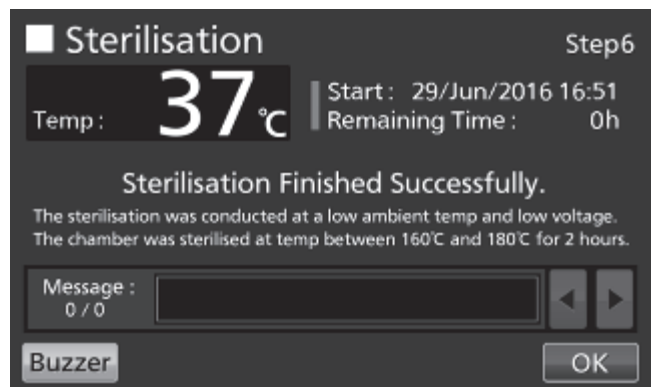 Sterilisation
Step6
Temp: 37℃
Start: 29/Jun/2016 16:51
Remaining Time: 0h
Sterilisation Finished Successfully.
The sterilisation was conducted at a low ambient temp and low voltage.
The chamber was sterilised at temp between 160℃ and 180℃ for 2 hours.
Message:
0 / 0
Buzzer
OK